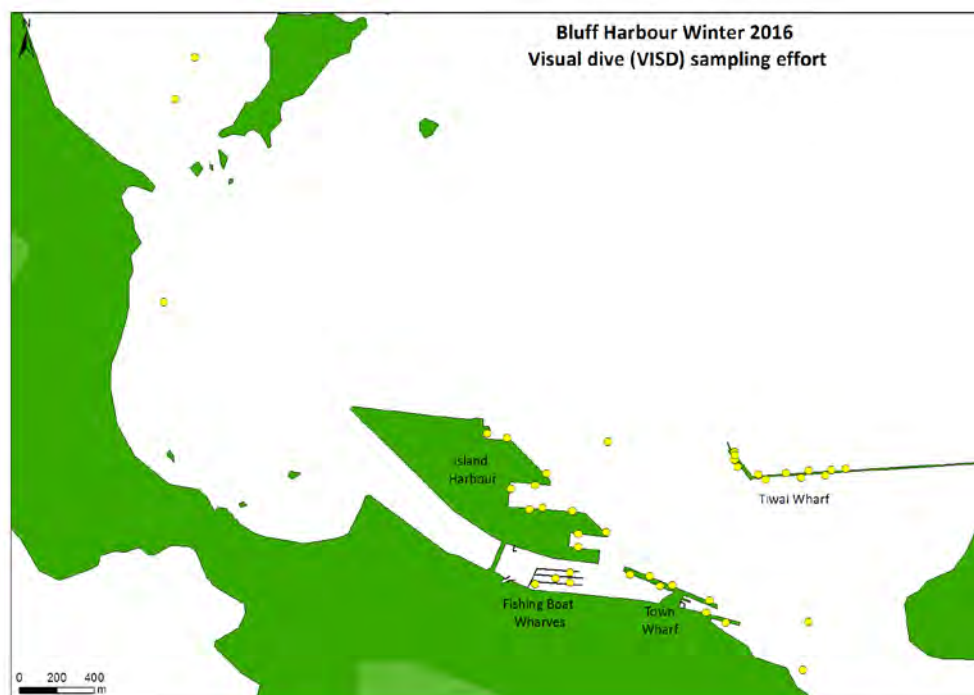 Bluff Harbour Winter 2016
Visual dive (VISD) sampling effort
N
Island
Harbour
Tiwai Wharf
Fishing Boat
Wharves
Town
Wharf
0 200 400
m